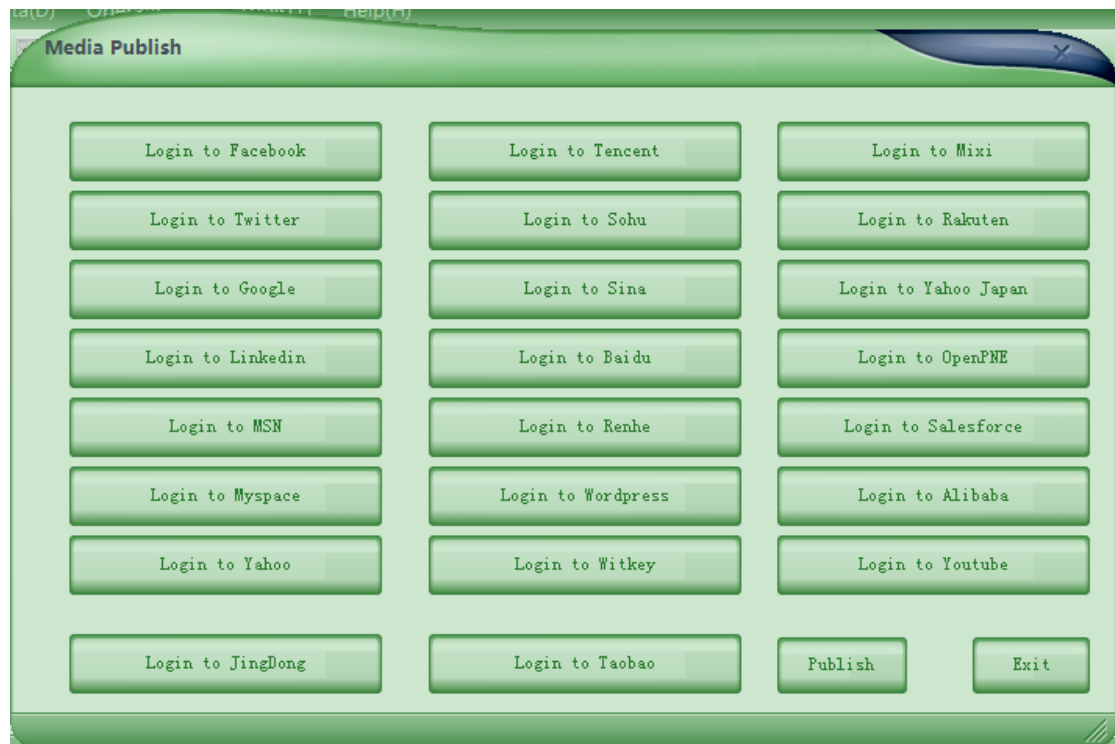 Help(H)
Media Publish
Login to Facebook
Login to Tencent
Login to Mixi
Login to Twitter
Login to Sohu
Login to Rakuten
Login to Google
Login to Sina
Login to Yahoo Japan
Login to Linkedin
Login to Baidu
Login to OpenPNE
Login to MSN
Login to Renhe
Login to Salesforce
Login to Myspace
Login to Wordpress
Login to Alibaba
Login to Yahoo
Login to Witkey
Login to Youtube
Login to JingDong
Login to Taobao
Publish
Exit